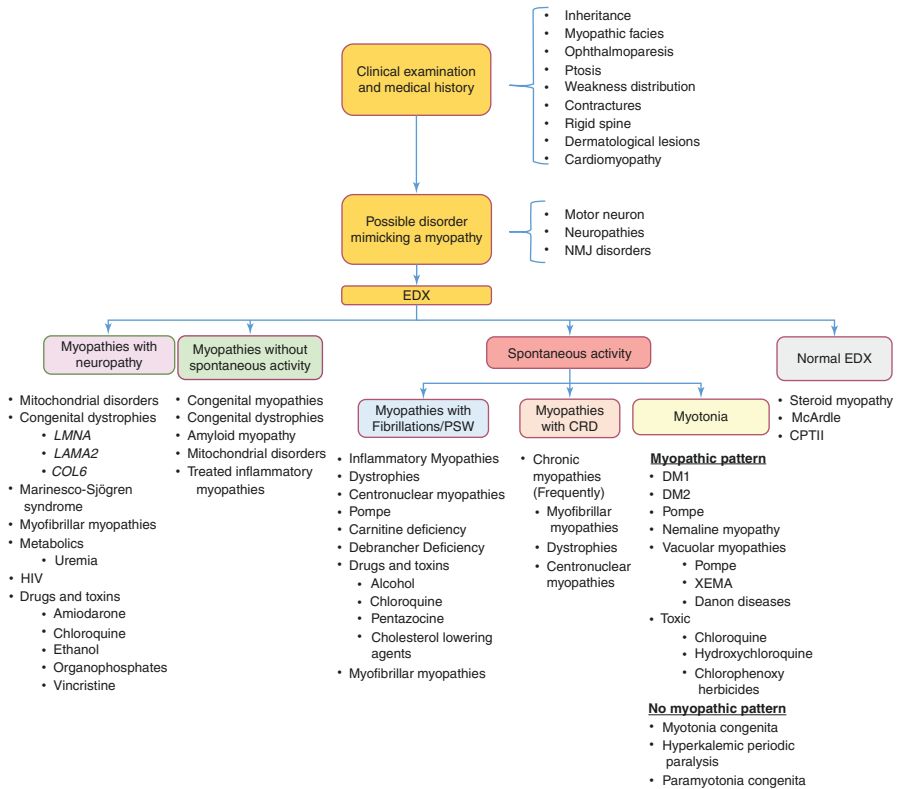 Clinical examination
and medical history
• Inheritance
• Myopathic facies
• Ophthalmoparesis
• Ptosis
• Weakness distribution
• Contractures
• Rigid spine
• Dermatological lesions
• Cardiomyopathy
Possible disorder
mimicking a myopathy
• Motor neuron
• Neuropathies
• NMJ disorders
EDX
Myopathies with
neuropathy
• Mitochondrial disorders
• Congenital dystrophies
• LMNA
• LAMA2
• COL6
• Marinesco-Sjögren
syndrome
• Myofibrillar myopathies
• Metabolics
• Uremia
• HIV
• Drugs and toxins
• Amiodarone
• Chloroquine
• Ethanol
• Organophosphates
• Vincristine
Myopathies without
spontaneous activity
• Congenital myopathies
• Congenital dystrophies
• Amyloid myopathy
• Mitochondrial disorders
• Treated inflammatory
myopathies
Spontaneous activity
Myopathies with
Fibrillations/PSW
• Inflammatory Myopathies
• Dystrophies
• Centronuclear myopathies
• Pompe
• Carnitine deficiency
• Debrancher Deficiency
• Drugs and toxins
• Alcohol
• Chloroquine
• Pentazocine
• Cholesterol lowering
agents
• Myofibrillar myopathies
Myopathies
with CRD
• Chronic
myopathies
(Frequently)
• Myofibrillar
myopathies
• Dystrophies
• Centronuclear
myopathies
Myotonia
Myopathic pattern
• DM1
• DM2
• Pompe
• Nemaline myopathy
• Vacuolar myopathies
• Pompe
• XEMA
• Danon diseases
• Toxic
• Chloroquine
• Hydroxychloroquine
• Chlorophenoxy
herbicides
No myopathic pattern
• Myotonia congenita
• Hyperkalemic periodic
paralysis
• Paramyotonia congenita
Normal EDX
• Steroid myopathy
• McArdle
• CPTII